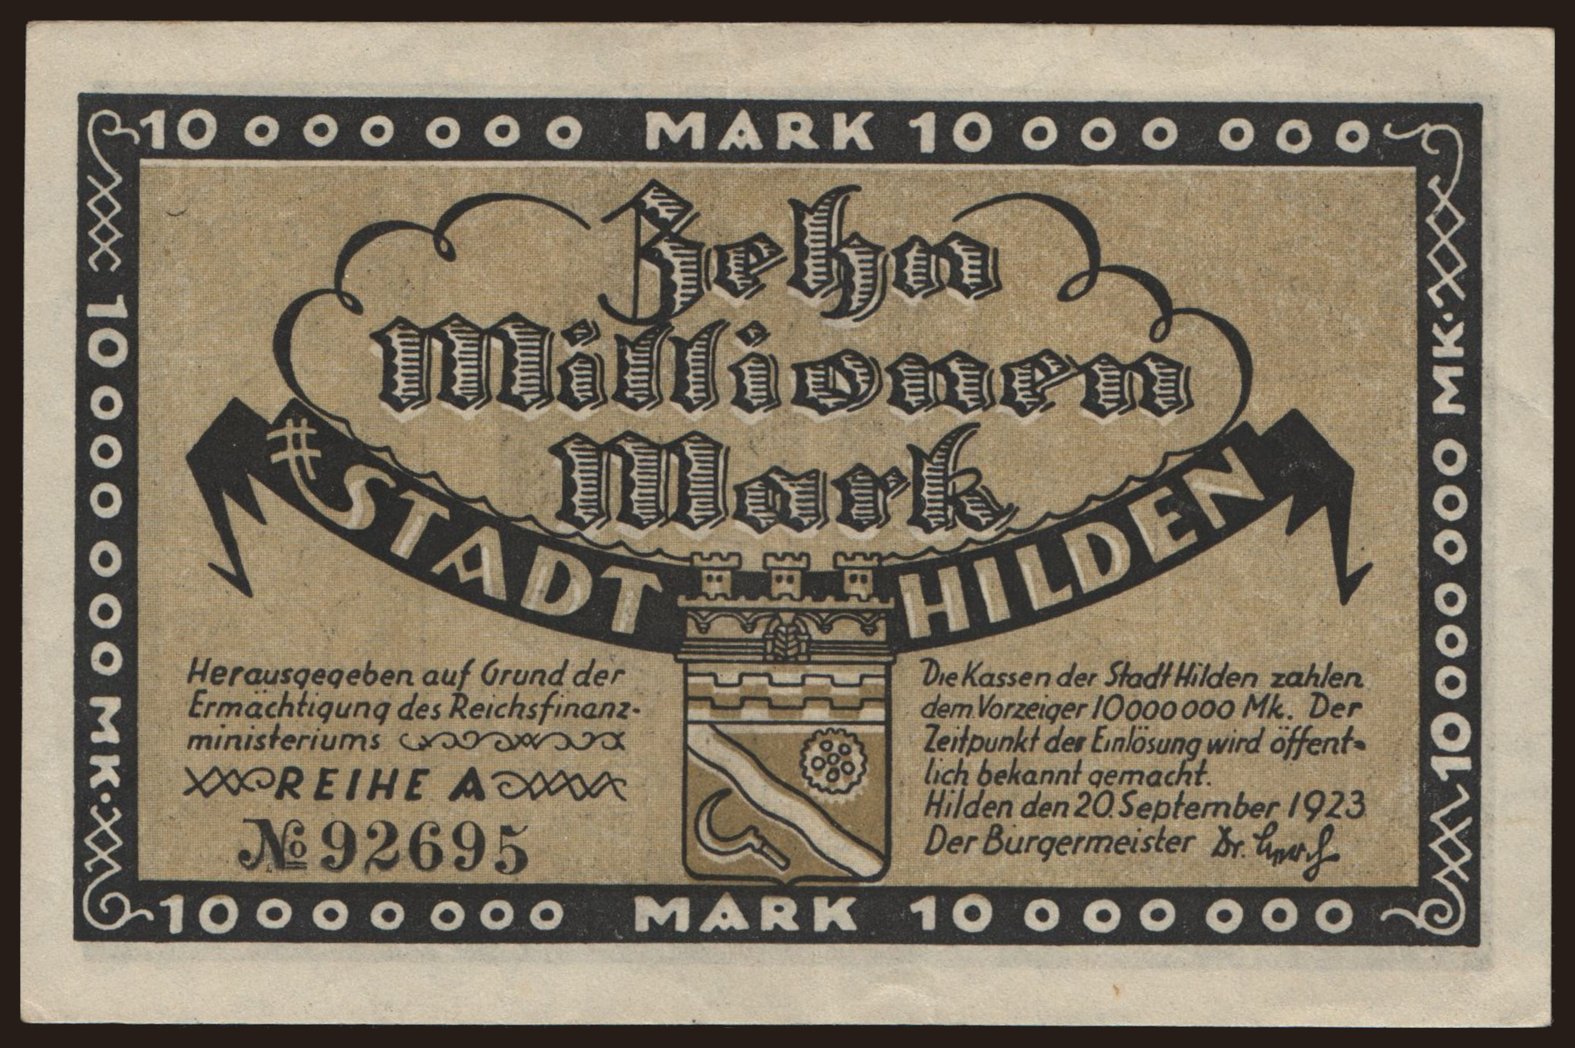 10 000 000 MARK 10 000 000
10 000 000 MK.
10 000 000 MK.
Zehn
Millionen
Mark
STADT HILDEN
Herausgegeben auf Grund der
Ermächtigung des Reichsfinanz-
ministeriums
REIHE A
№ 92695
Die Kassen der Stadt Hilden zahlen
dem Vorzeiger 10 000 000 Mk. Der
Zeitpunkt der Einlösung wird öffent-
lich bekannt gemacht.
Hilden den 20. September 1923
Der Bürgermeister Dr.
10 000 000 MARK 10 000 000